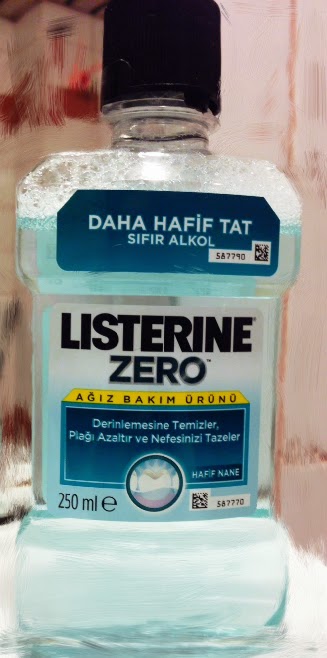 DAHA HAFİF TAT
SIFIR ALKOL
587790
LISTERINE®
ZERO™
AĞIZ BAKIM ÜRÜNÜ
Derinlemesine Temizler,
Plağı Azaltır ve Nefesinizi Tazeler
HAFİF NANE
250 ml e
587770